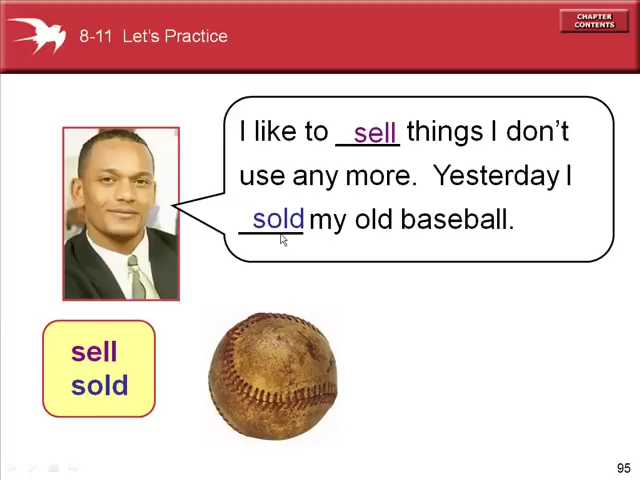 8-11 Let's Practice
CHAPTER
CONTENTS
I like to sell things I don't
use any more. Yesterday I
sold my old baseball.
sell
sold
95